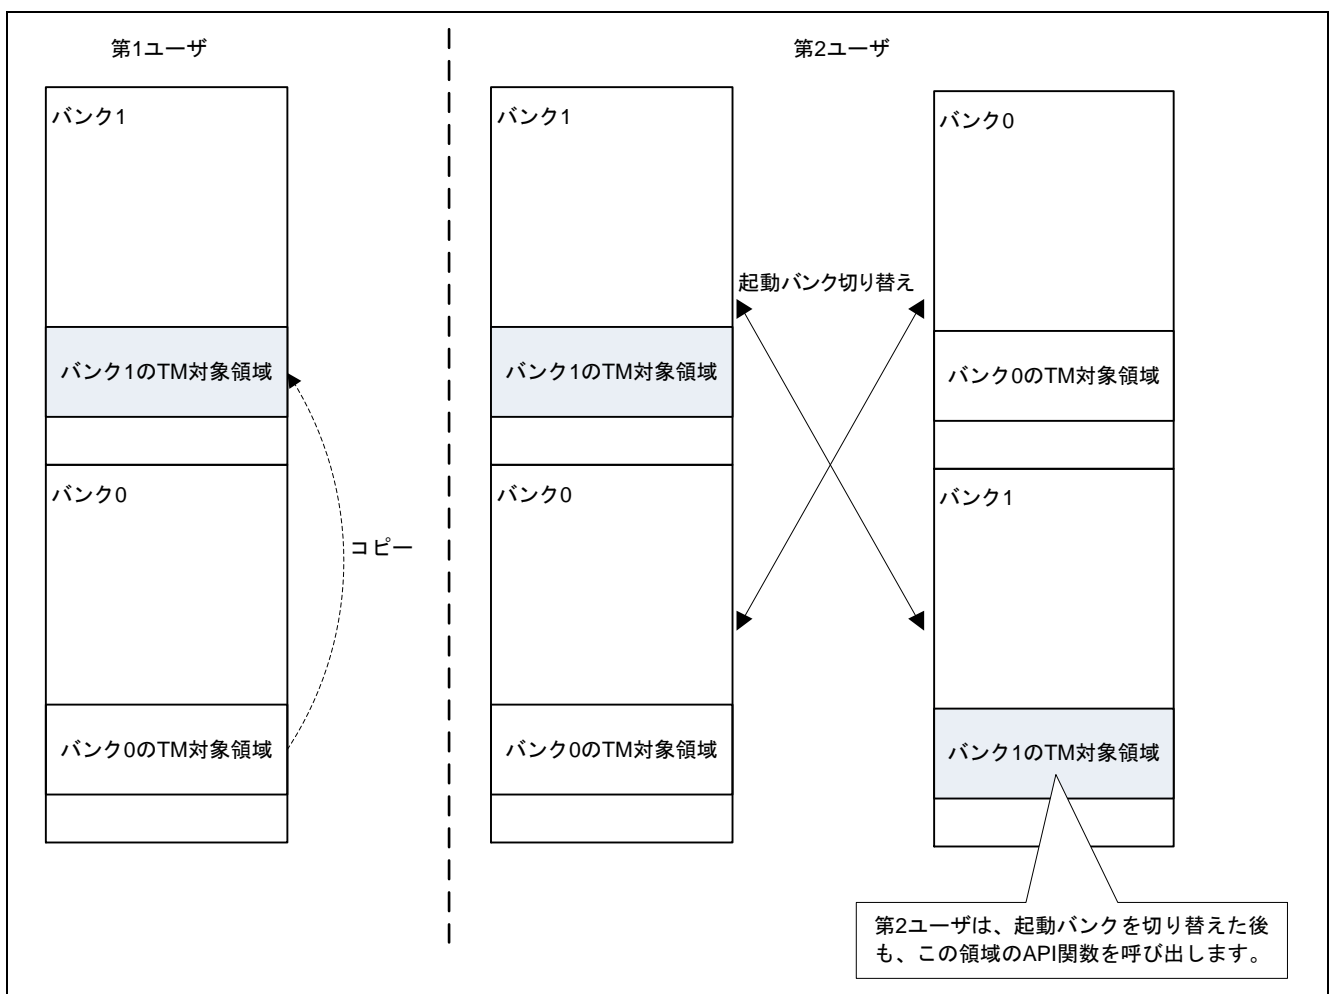 第1ユーザ
バンク1
バンク1のTM対象領域
バンク0
コピー
バンク0のTM対象領域
第2ユーザ
バンク1
バンク1のTM対象領域
バンク0
バンク0のTM対象領域
起動バンク切り替え
バンク0
バンク0のTM対象領域
バンク1
バンク1のTM対象領域
第2ユーザは、起動バンクを切り替えた後
も、この領域のAPI関数を呼び出します。